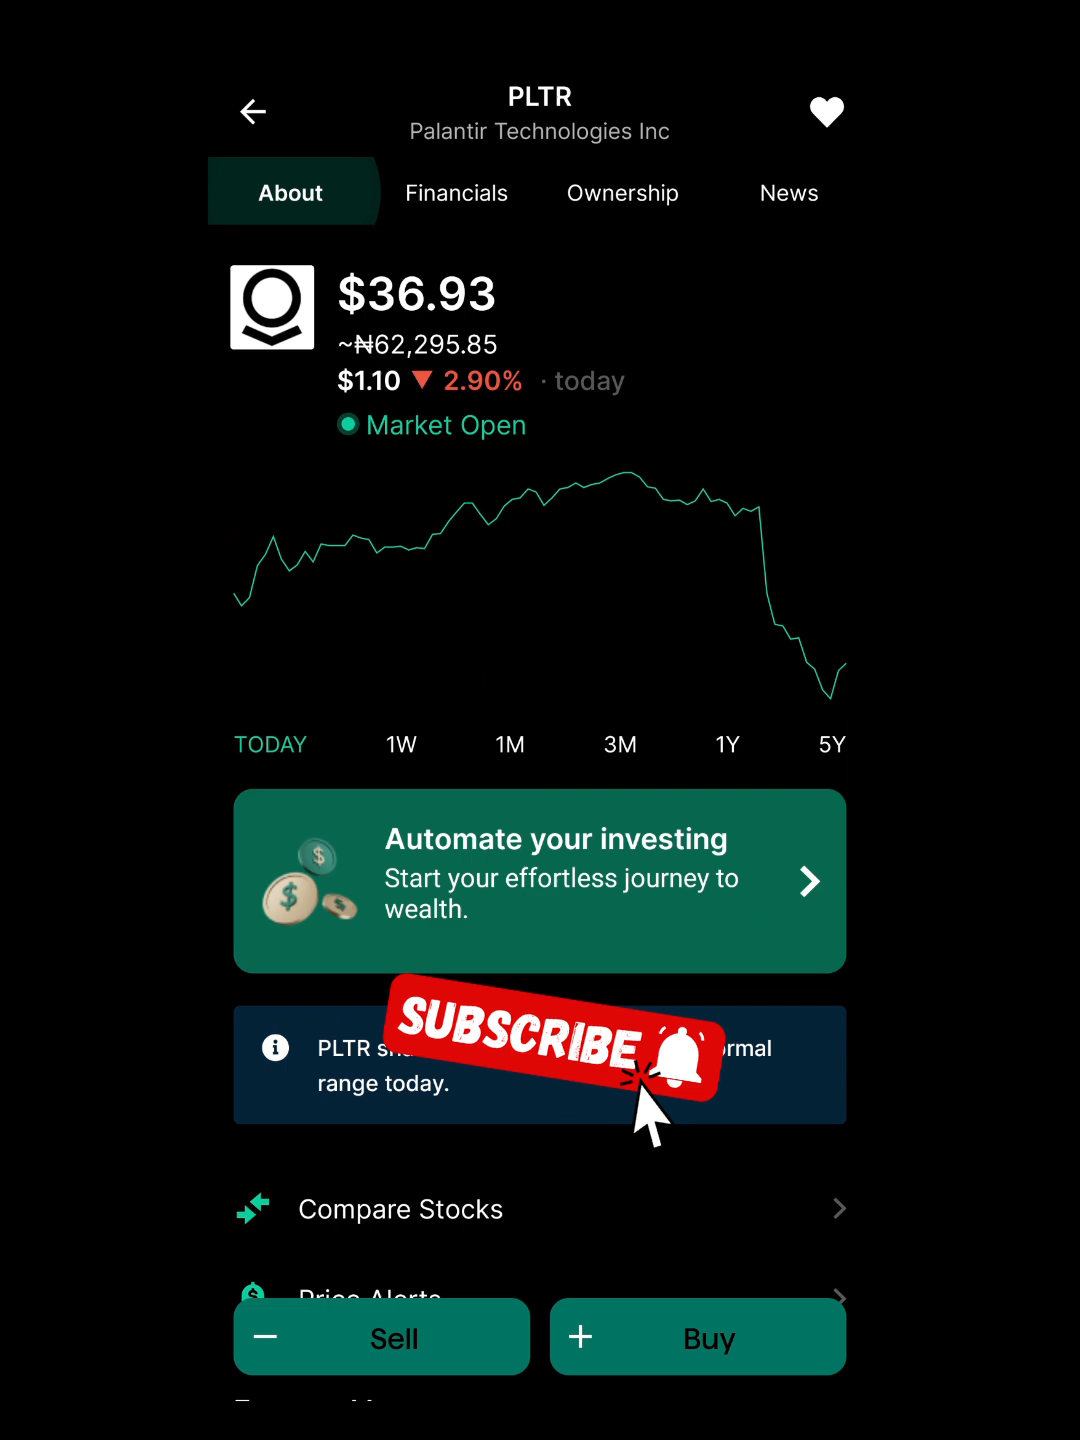 PLTR
Palantir Technologies Inc
About
Financials
Ownership
News
$36.93
~₦62,295.85
$1.10 ▼ 2.90% · today
Market Open
TODAY
1W
1M
3M
1Y
5Y
Automate your investing
Start your effortless journey to
wealth.
SUBSCRIBE
PLTR
range today.
Compare Stocks
Price Alerts
Sell
Buy